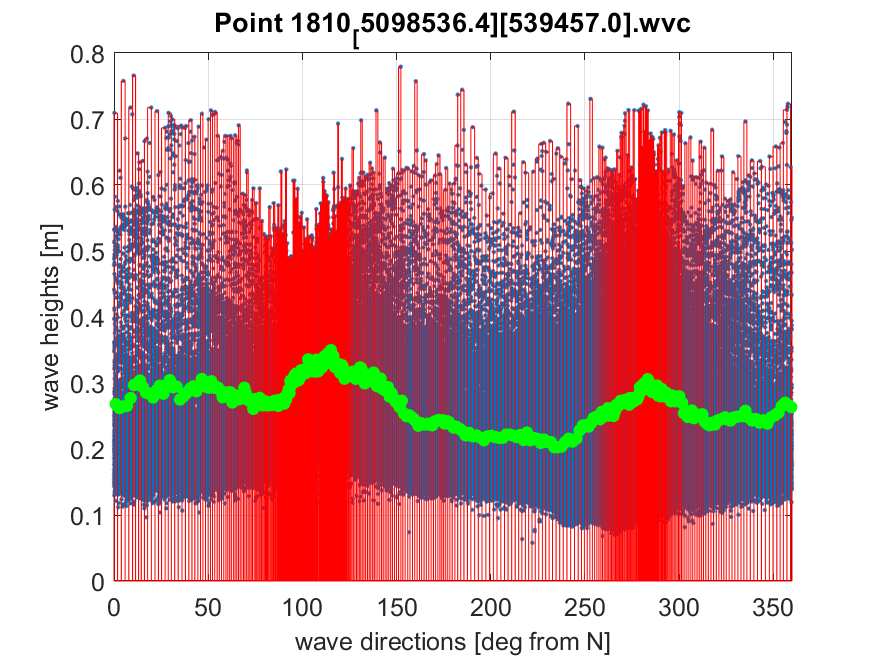 Point 1810[5098536.4][539457.0].wvc
0.8
0.7
0.6
0.5
0.4
0.3
0.2
0.1
0
wave heights [m]
0 50 100 150 200 250 300 350
wave directions [deg from N]